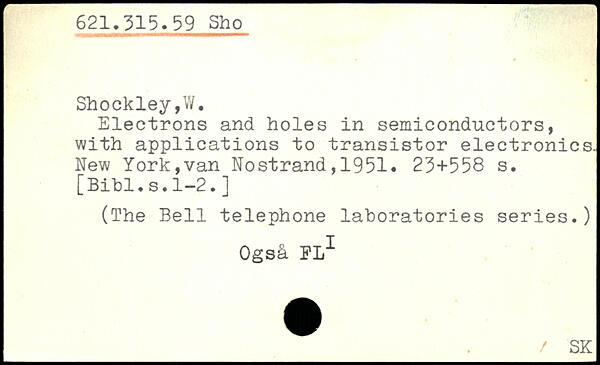 621.315.59 Sho
Shockley,W.
Electrons and holes in semiconductors,
with applications to transistor electronics.
New York,van Nostrand,1951. 23+558 s.
[Bibl.s.1-2.]
(The Bell telephone laboratories series.)
Også FLI
SK